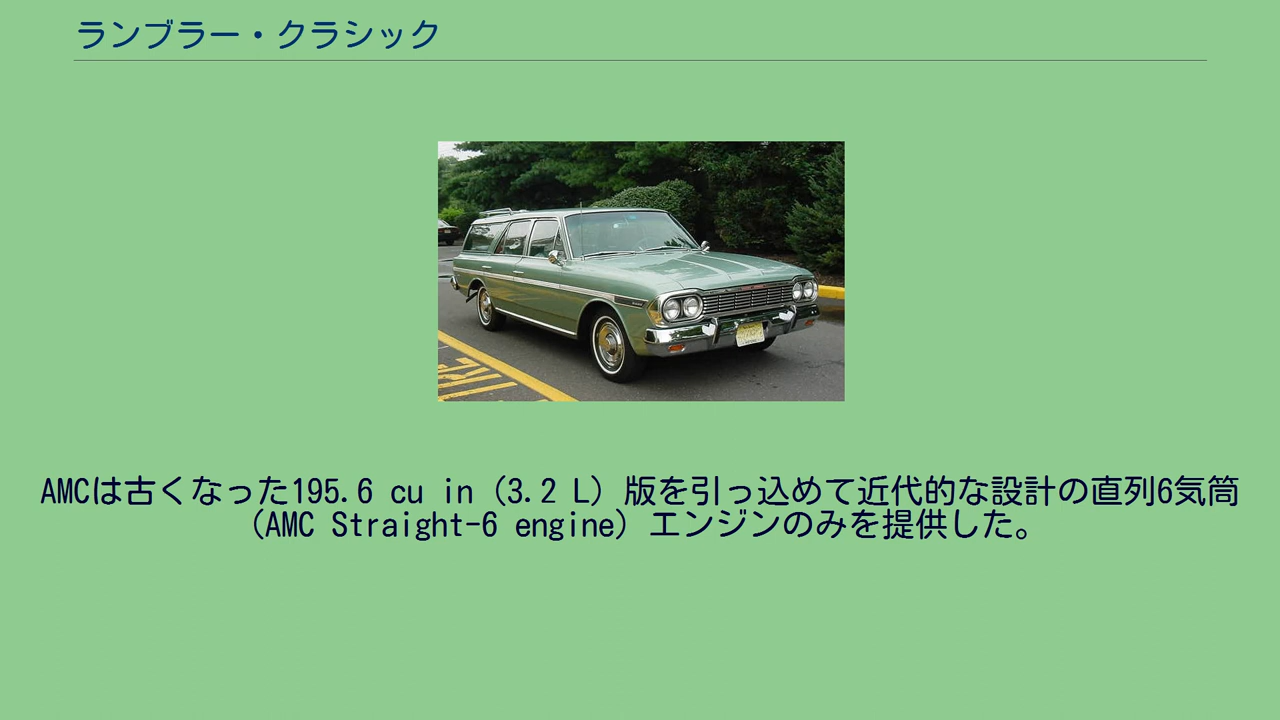 ランブラー・クラシック
AMCは古くなった195.6 cu in（3.2 L）版を引っ込めて近代的な設計の直列6気筒
（AMC Straight-6 engine）エンジンのみを提供した。